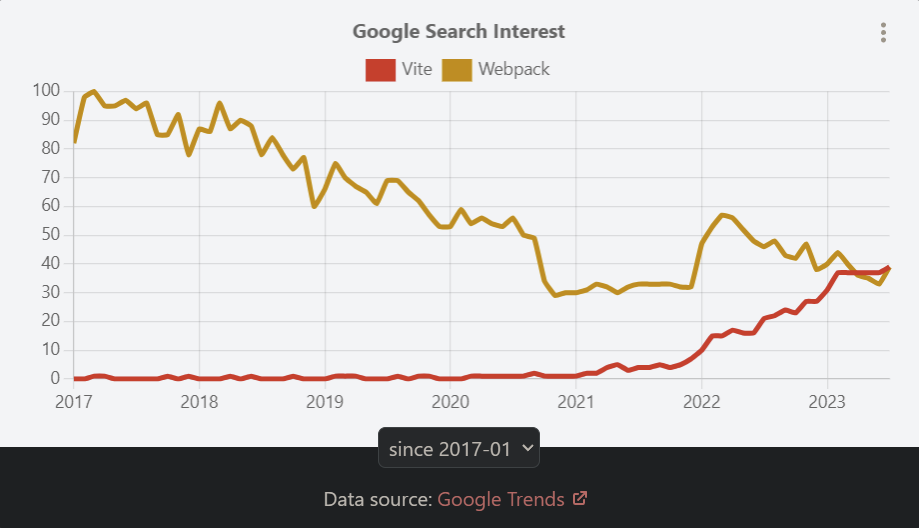 Google Search Interest
Vite Webpack
100
90
80
70
60
50
40
30
20
10
0
2017 2018 2019 2020 2021 2022 2023
since 2017-01
Data source: Google Trends